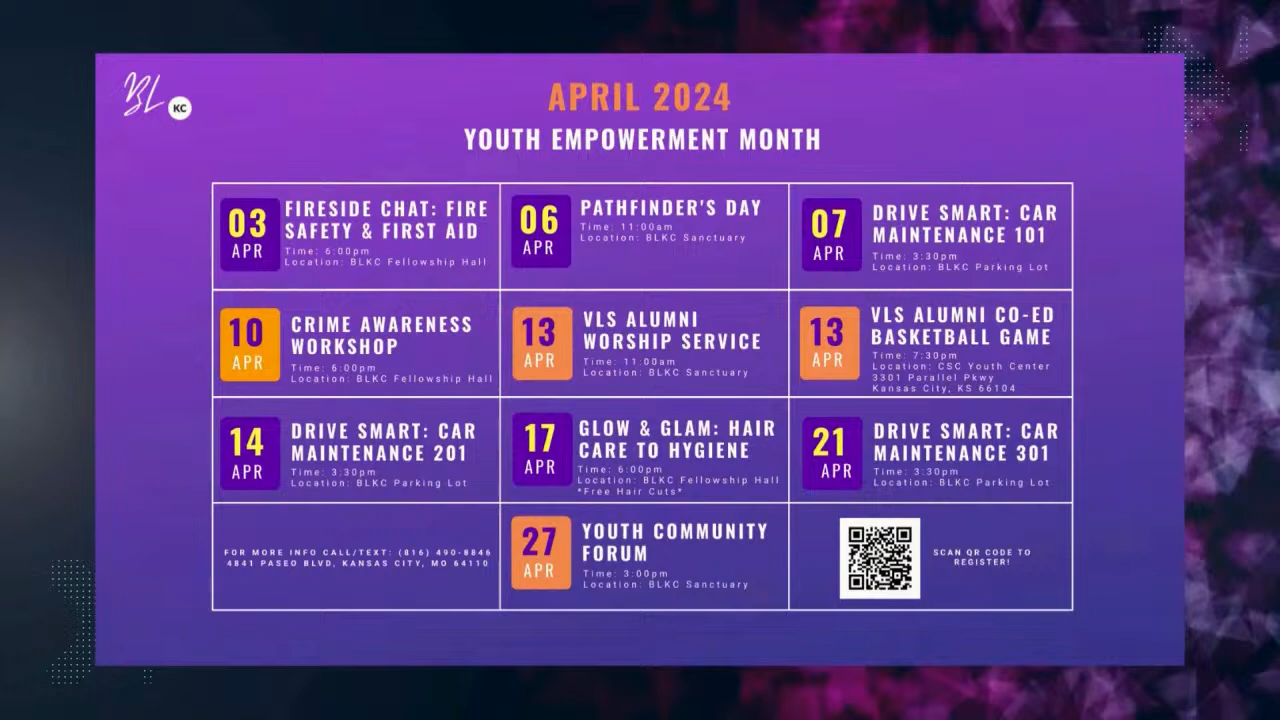 BL KC
APRIL 2024
YOUTH EMPOWERMENT MONTH
03
APR
FIRESIDE CHAT: FIRE
SAFETY & FIRST AID
Time: 6:00pm
Location: BLKC Fellowship Hall
06
APR
PATHFINDER'S DAY
Time: 11:00am
Location: BLKC Sanctuary
07
APR
DRIVE SMART: CAR
MAINTENANCE 101
Time: 3:30pm
Location: BLKC Parking Lot
10
APR
CRIME AWARENESS
WORKSHOP
Time: 6:00pm
Location: BLKC Fellowship Hall
13
APR
VLS ALUMNI
WORSHIP SERVICE
Time: 11:00am
Location: BLKC Sanctuary
13
APR
VLS ALUMNI CO-ED
BASKETBALL GAME
Time: 7:30pm
Location: CSC Youth Center
3301 Parallel Pkwy
Kansas City, KS 66104
14
APR
DRIVE SMART: CAR
MAINTENANCE 201
Time: 3:30pm
Location: BLKC Parking Lot
17
APR
GLOW & GLAM: HAIR
CARE TO HYGIENE
Time: 6:00pm
Location: BLKC Fellowship Hall
*Free Hair Cuts*
21
APR
DRIVE SMART: CAR
MAINTENANCE 301
Time: 3:30pm
Location: BLKC Parking Lot
FOR MORE INFO CALL/TEXT: (816) 490-8846
4841 PASEO BLVD, KANSAS CITY, MO 64110
27
APR
YOUTH COMMUNITY
FORUM
Time: 3:00pm
Location: BLKC Sanctuary
SCAN QR CODE TO
REGISTER!